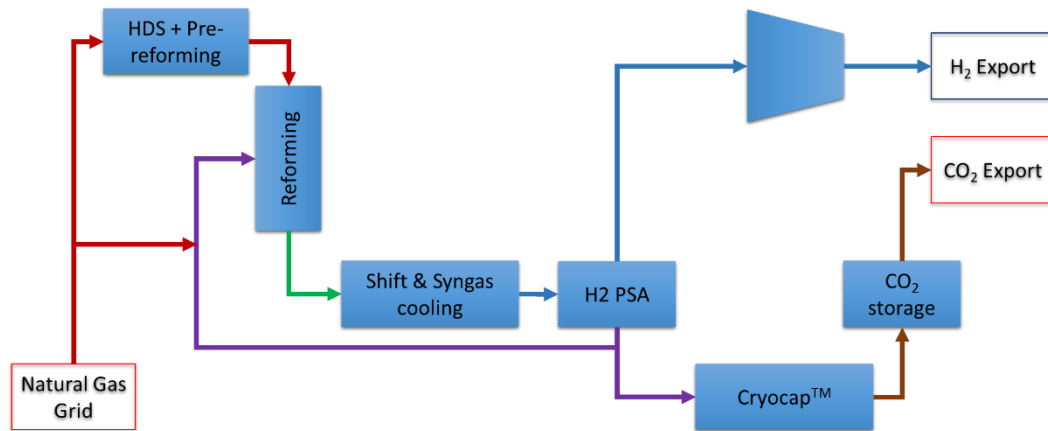 HDS + Pre-
reforming
H₂ Export
Reforming
CO₂ Export
Shift & Syngas
cooling
H2 PSA
CO₂
storage
Natural Gas
Grid
Cryocap™